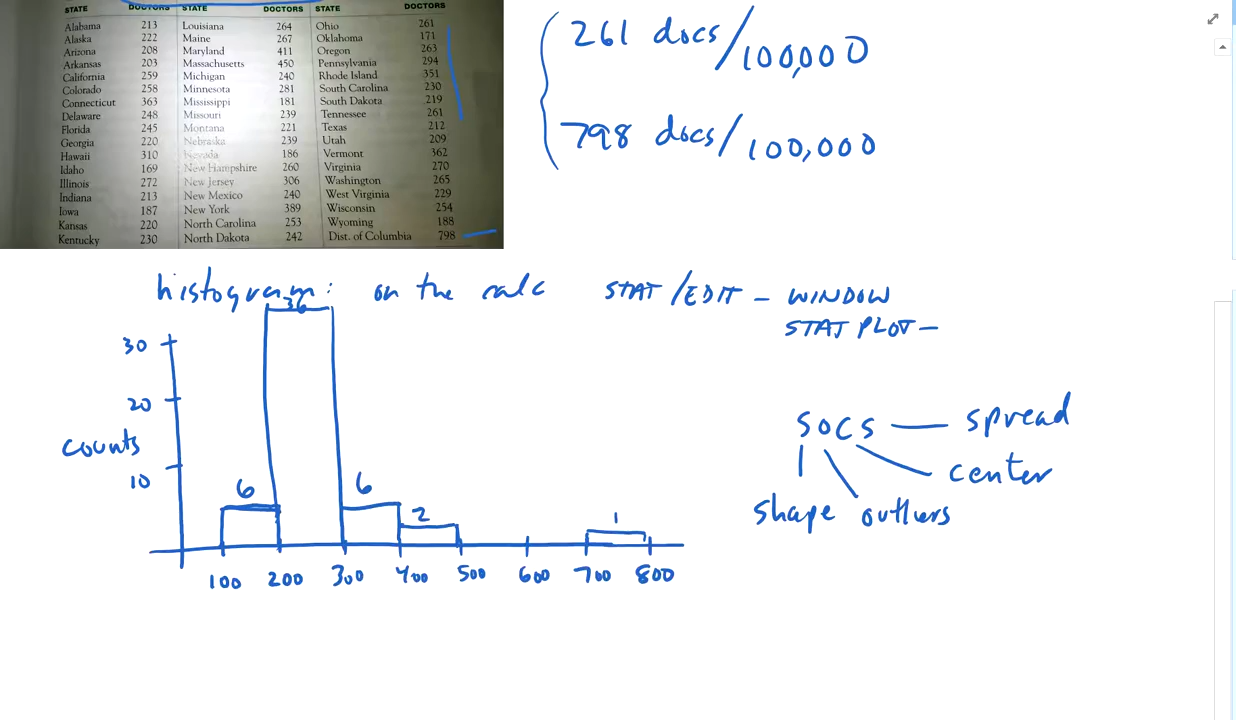 STATE DOCTORS STATE DOCTORS STATE DOCTORS
Alabama 213 Louisiana 264 Ohio 261
Alaska 222 Maine 267 Oklahoma 171
Arizona 208 Maryland 411 Oregon 263
Arkansas 203 Massachusetts 450 Pennsylvania 294
California 259 Michigan 240 Rhode Island 351
Colorado 258 Minnesota 281 South Carolina 230
Connecticut 363 Mississippi 181 South Dakota 219
Delaware 248 Missouri 239 Tennessee 261
Florida 245 Montana 221 Texas 212
Georgia 220 Nebraska 239 Utah 209
Hawaii 310 Nevada 186 Vermont 362
Idaho 169 New Hampshire 260 Virginia 270
Illinois 272 New Jersey 306 Washington 265
Indiana 213 New Mexico 240 West Virginia 229
Iowa 187 New York 389 Wisconsin 254
Kansas 220 North Carolina 253 Wyoming 188
Kentucky 230 North Dakota 242 Dist. of Columbia 798
261 docs/100,000
798 docs/100,000
histogram: on the calc STAT/EDIT - WINDOW
STAT PLOT -
36
30
20
counts
10
6 6 2 1
100 200 300 400 500 600 700 800
SOCS — spread
center
shape outliers